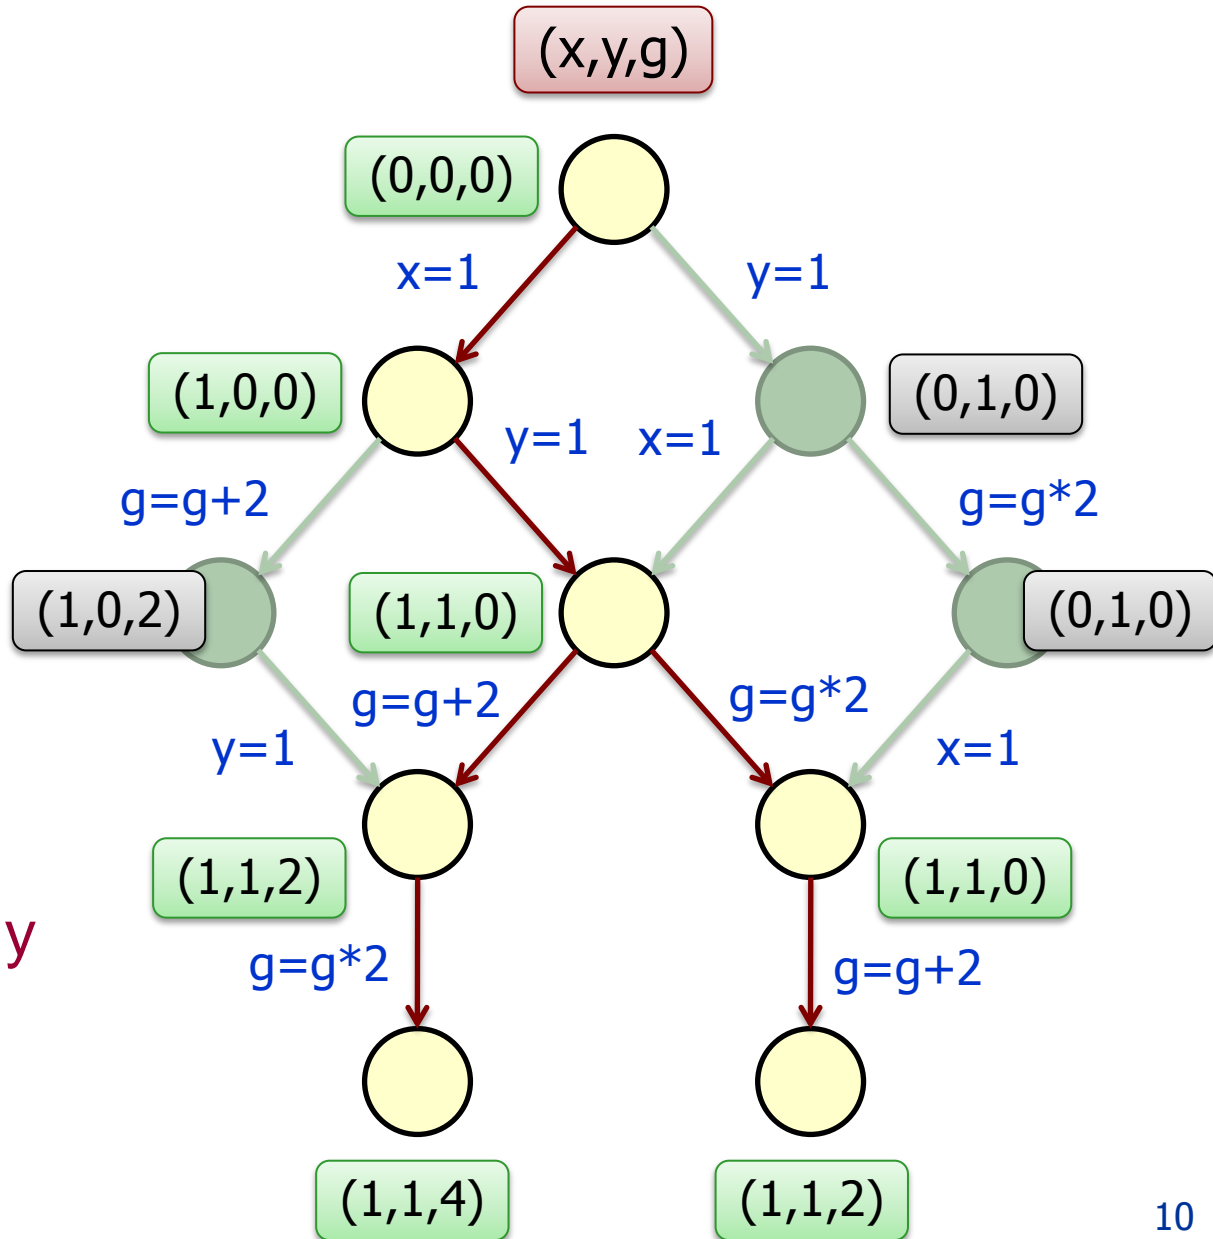 (x,y,g)
(0,0,0)
x=1
y=1
(1,0,0)
(0,1,0)
y=1
x=1
g=g+2
g=g*2
(1,0,2)
(1,1,0)
(0,1,0)
g=g+2
g=g*2
y=1
x=1
(1,1,2)
(1,1,0)
y
g=g*2
g=g+2
(1,1,4)
(1,1,2)
10